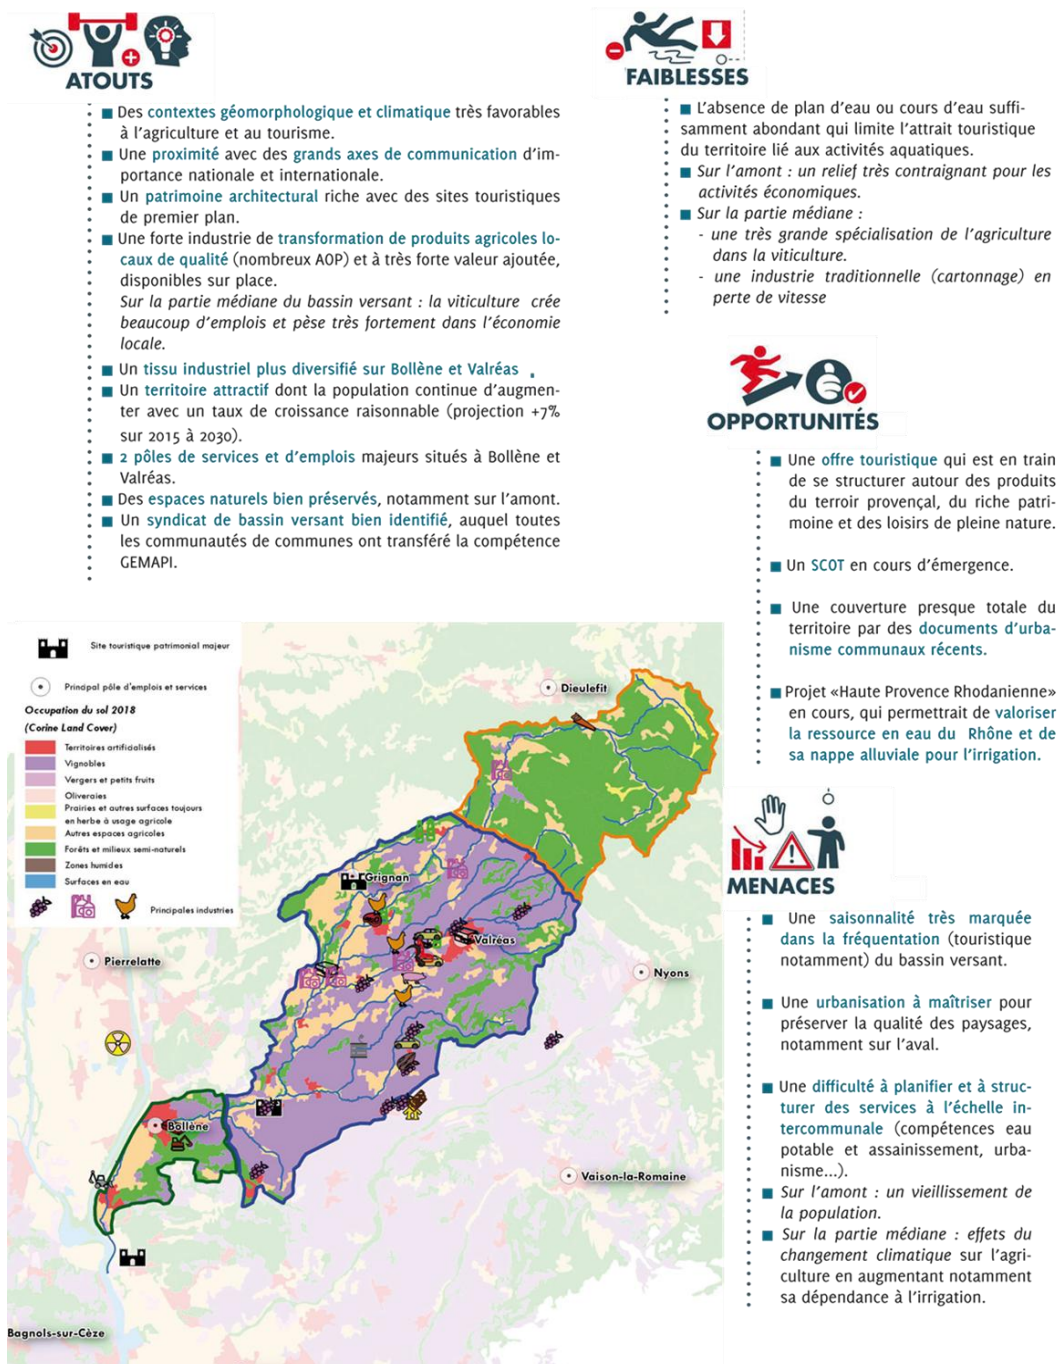 ATOUTS
■ Des contextes géomorphologique et climatique très favorables
à l'agriculture et au tourisme.
■ Une proximité avec des grands axes de communication d'im-
portance nationale et internationale.
■ Un patrimoine architectural riche avec des sites touristiques
de premier plan.
■ Une forte industrie de transformation de produits agricoles lo-
caux de qualité (nombreux AOP) et à très forte valeur ajoutée,
disponibles sur place.
Sur la partie médiane du bassin versant : la viticulture crée
beaucoup d'emplois et pèse très fortement dans l'économie
locale.
■ Un tissu industriel plus diversifié sur Bollène et Valréas .
■ Un territoire attractif dont la population continue d'augmen-
ter avec un taux de croissance raisonnable (projection +7%
sur 2015 à 2030).
■ 2 pôles de services et d'emplois majeurs situés à Bollène et
Valréas.
■ Des espaces naturels bien préservés, notamment sur l'amont.
■ Un syndicat de bassin versant bien identifié, auquel toutes
les communautés de communes ont transféré la compétence
GEMAPI.
FAIBLESSES
■ L'absence de plan d'eau ou cours d'eau suffi-
samment abondant qui limite l'attrait touristique
du territoire lié aux activités aquatiques.
■ Sur l'amont : un relief très contraignant pour les
activités économiques.
■ Sur la partie médiane :
- une très grande spécialisation de l'agriculture
dans la viticulture.
- une industrie traditionnelle (cartonnage) en
perte de vitesse
OPPORTUNITÉS
■ Une offre touristique qui est en train
de se structurer autour des produits
du terroir provençal, du riche patri-
moine et des loisirs de pleine nature.
■ Un SCOT en cours d'émergence.
■ Une couverture presque totale du
territoire par des documents d'urba-
nisme communaux récents.
■ Projet «Haute Provence Rhodanienne»
en cours, qui permettrait de valoriser
la ressource en eau du Rhône et de
sa nappe alluviale pour l'irrigation.
MENACES
■ Une saisonnalité très marquée
dans la fréquentation (touristique
notamment) du bassin versant.
■ Une urbanisation à maîtriser pour
préserver la qualité des paysages,
notamment sur l'aval.
■ Une difficulté à planifier et à struc-
turer des services à l'échelle in-
tercommunale (compétences eau
potable et assainissement, urba-
nisme...).
■ Sur l'amont : un vieillissement de
la population.
■ Sur la partie médiane : effets du
changement climatique sur l'agri-
culture en augmentant notamment
sa dépendance à l'irrigation.
Site touristique patrimonial majeur
Principal pôle d'emplois et services
Occupation du sol 2018
(Corine Land Cover)
Territoires artificialisés
Vignobles
Vergers et petits fruits
Oliveraies
Prairies et autres surfaces toujours
en herbe à usage agricole
Autres espaces agricoles
Forêts et milieux semi-naturels
Zones humides
Surfaces en eau
Principales industries
Dieulefit
Grignan
Valréas
Pierrelatte
Nyons
Bollène
Vaison-la-Romaine
Bagnols-sur-Cèze